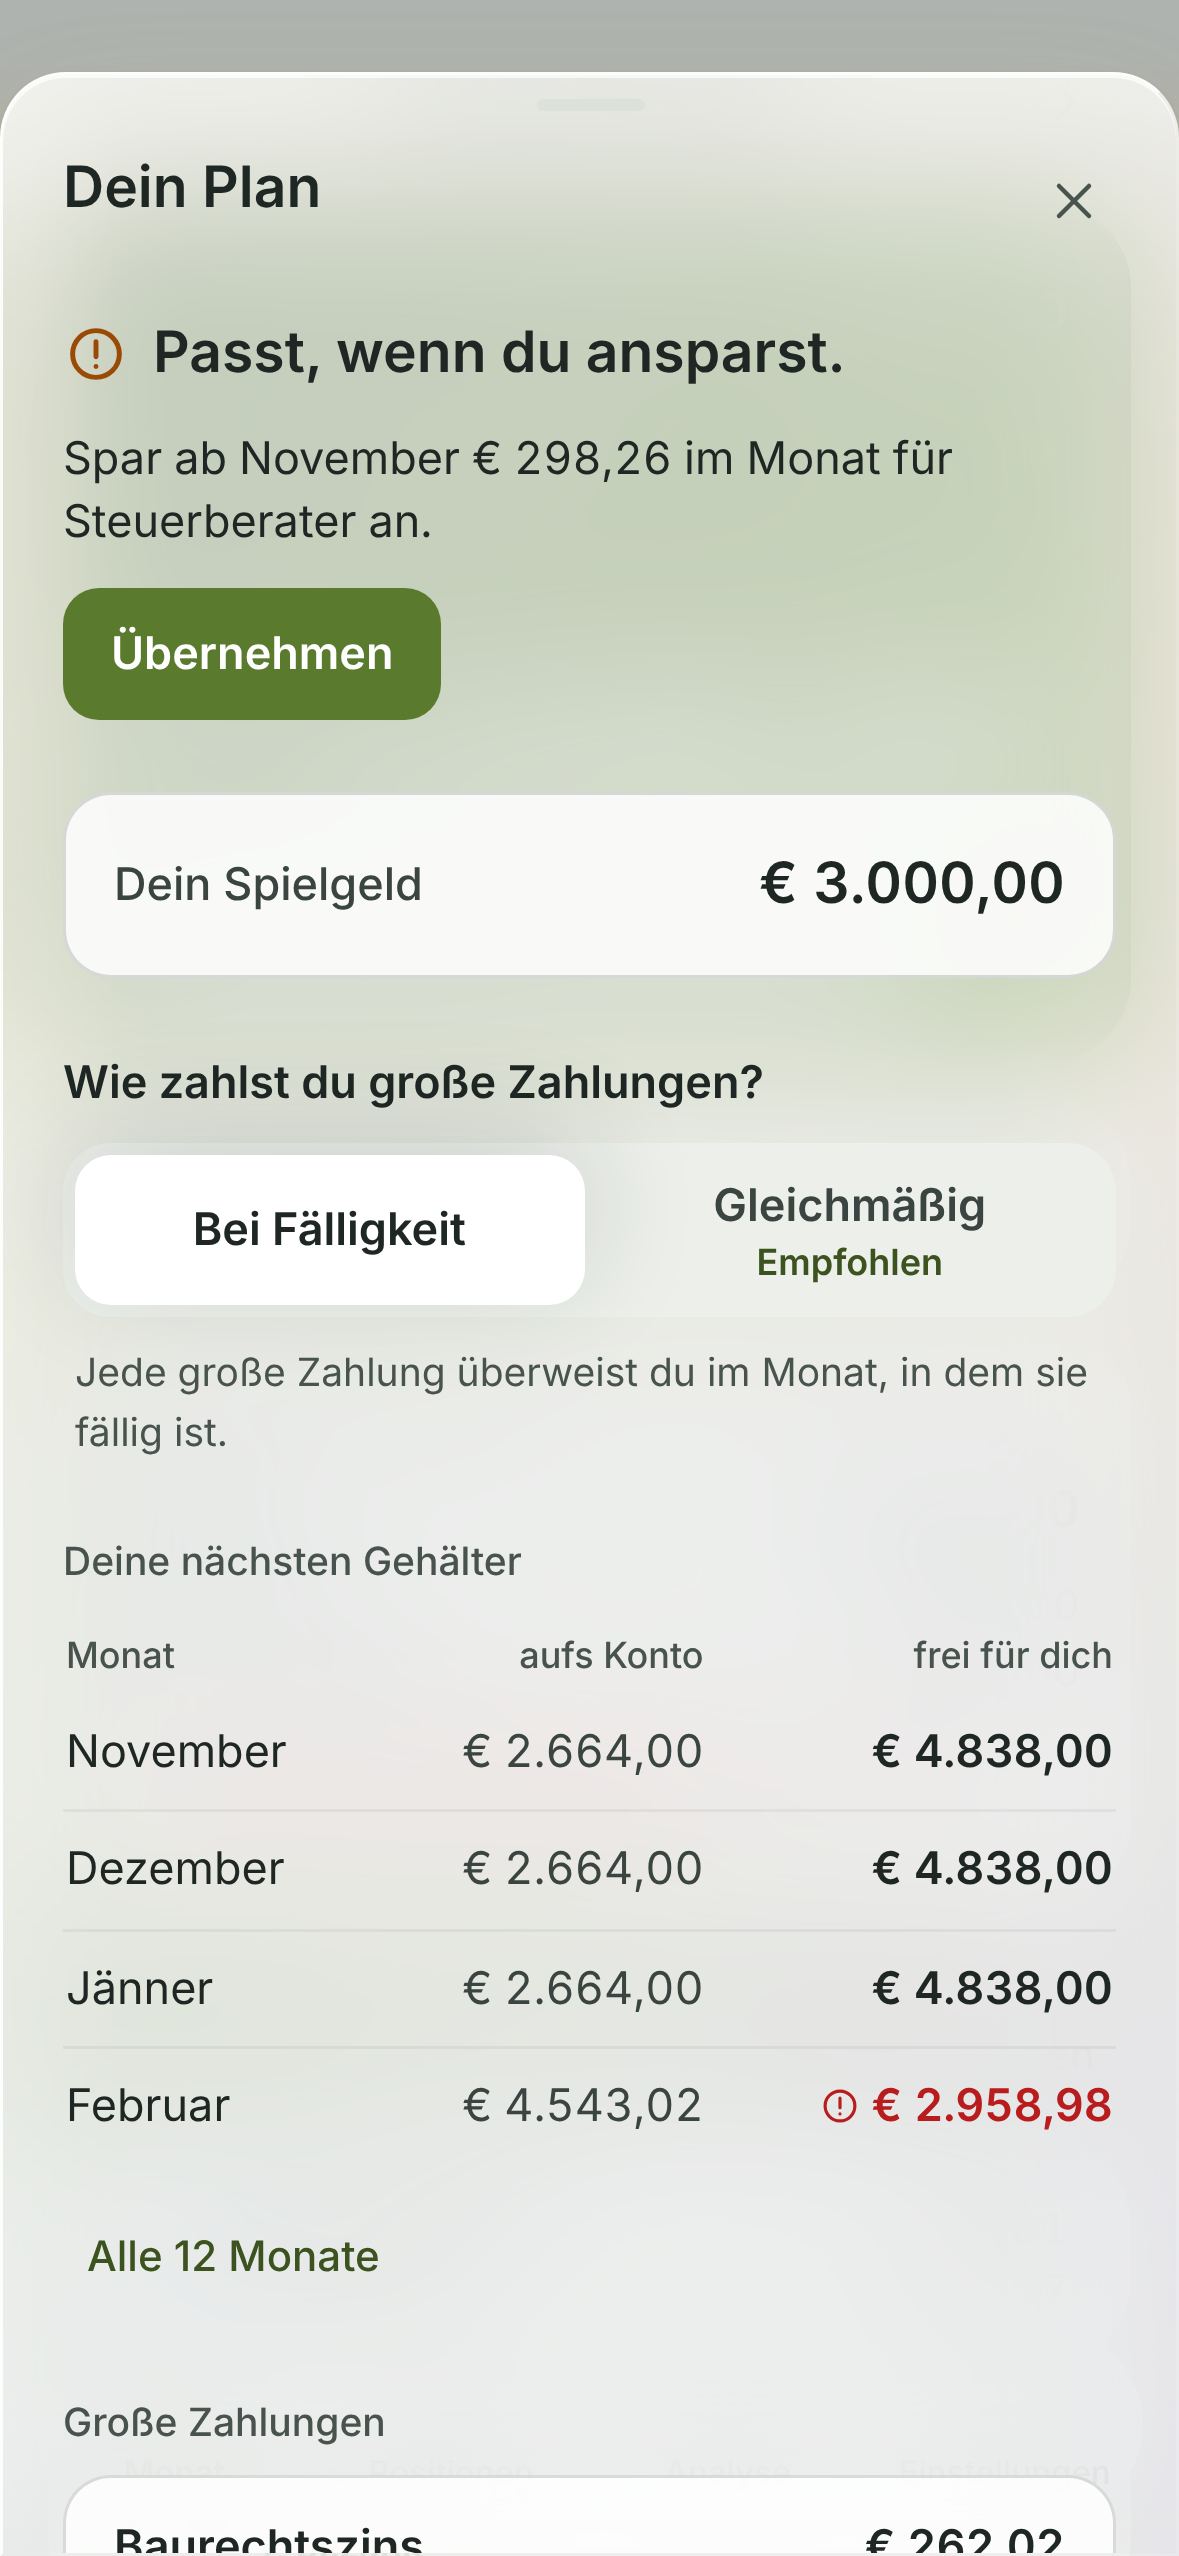 Dein Plan
Passt, wenn du ansparst.
Spar ab November € 298,26 im Monat für
Steuerberater an.
Übernehmen
Dein Spielgeld € 3.000,00
Wie zahlst du große Zahlungen?
Bei Fälligkeit
Gleichmäßig
Empfohlen
Jede große Zahlung überweist du im Monat, in dem sie
fällig ist.
Deine nächsten Gehälter
Monat aufs Konto frei für dich
November € 2.664,00 € 4.838,00
Dezember € 2.664,00 € 4.838,00
Jänner € 2.664,00 € 4.838,00
Februar € 4.543,02 € 2.958,98
Alle 12 Monate
Große Zahlungen
Monat Positionen Analyse Einstellungen
Baurechtszins € 262,02